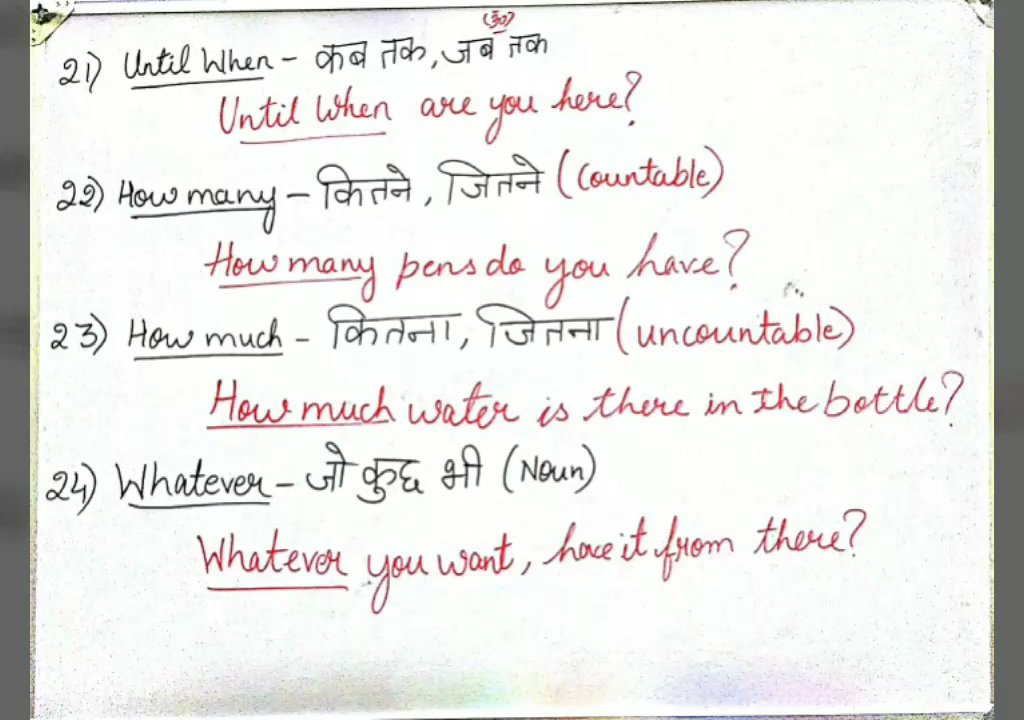 (ॐ)
21) Until When - कब तक, जब तक
Until When are you here?
22) How many - कितने, जितने (Countable)
How many pens do you have?
23) How much - कितना, जितना (uncountable)
How much water is there in the bottle?
24) Whatever - जो कुछ भी (Noun)
Whatever you want, have it from there?